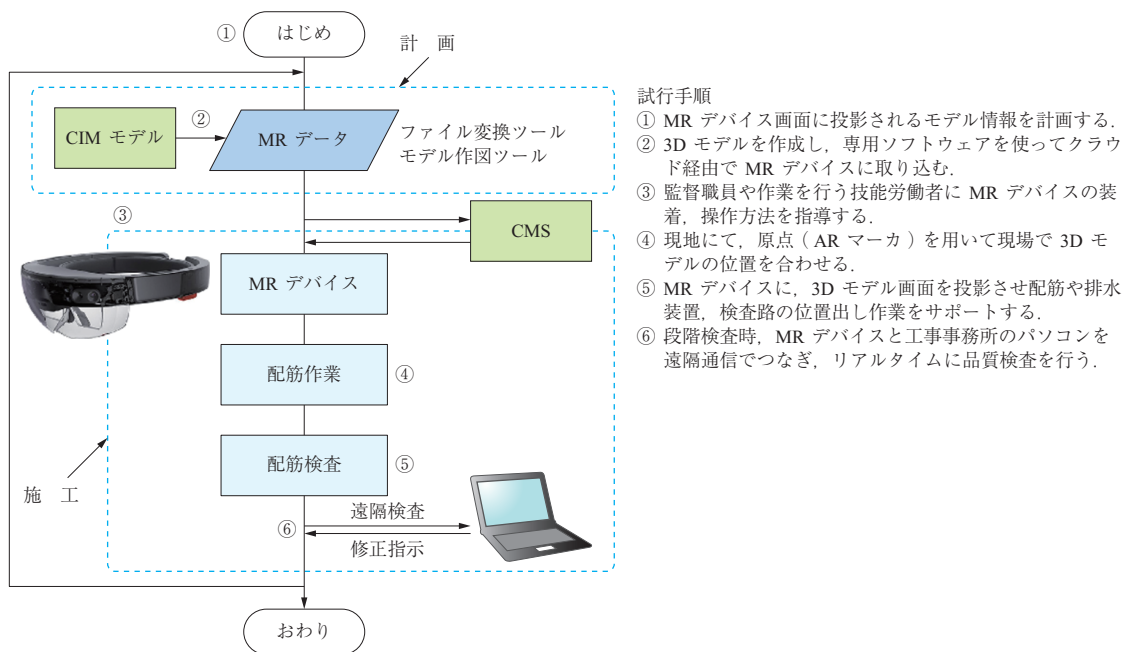 ① はじめ
計 画
CIM モデル
②
MR データ
ファイル変換ツール
モデル作図ツール
③
CMS
MR デバイス
配筋作業
④
配筋検査
⑤
施 工
⑥
遠隔検査
修正指示
おわり
試行手順
① MR デバイス画面に投影されるモデル情報を計画する.
② 3D モデルを作成し，専用ソフトウェアを使ってクラウ
ド経由で MR デバイスに取り込む.
③ 監督職員や作業を行う技能労働者に MR デバイスの装
着，操作方法を指導する.
④ 現地にて，原点（ AR マーカ ）を用いて現場で 3D モ
デルの位置を合わせる.
⑤ MR デバイスに，3D モデル画面を投影させ配筋や排水
装置，検査路の位置出し作業をサポートする.
⑥ 段階検査時，MR デバイスと工事事務所のパソコンを
遠隔通信でつなぎ，リアルタイムに品質検査を行う.